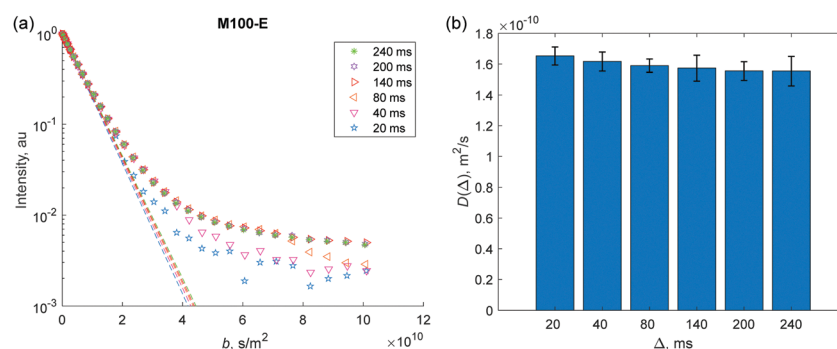 (a)
M100-E
10^0
10^-1
10^-2
10^-3
Intensity, au
240 ms
200 ms
140 ms
80 ms
40 ms
20 ms
0
2
4
6
8
10
12
×10^10
b, s/m^2
(b)
×10^-10
1.8
1.6
1.4
1.2
1
0.8
0.6
0.4
0.2
0
D(Δ), m^2/s
20
40
80
140
200
240
Δ, ms